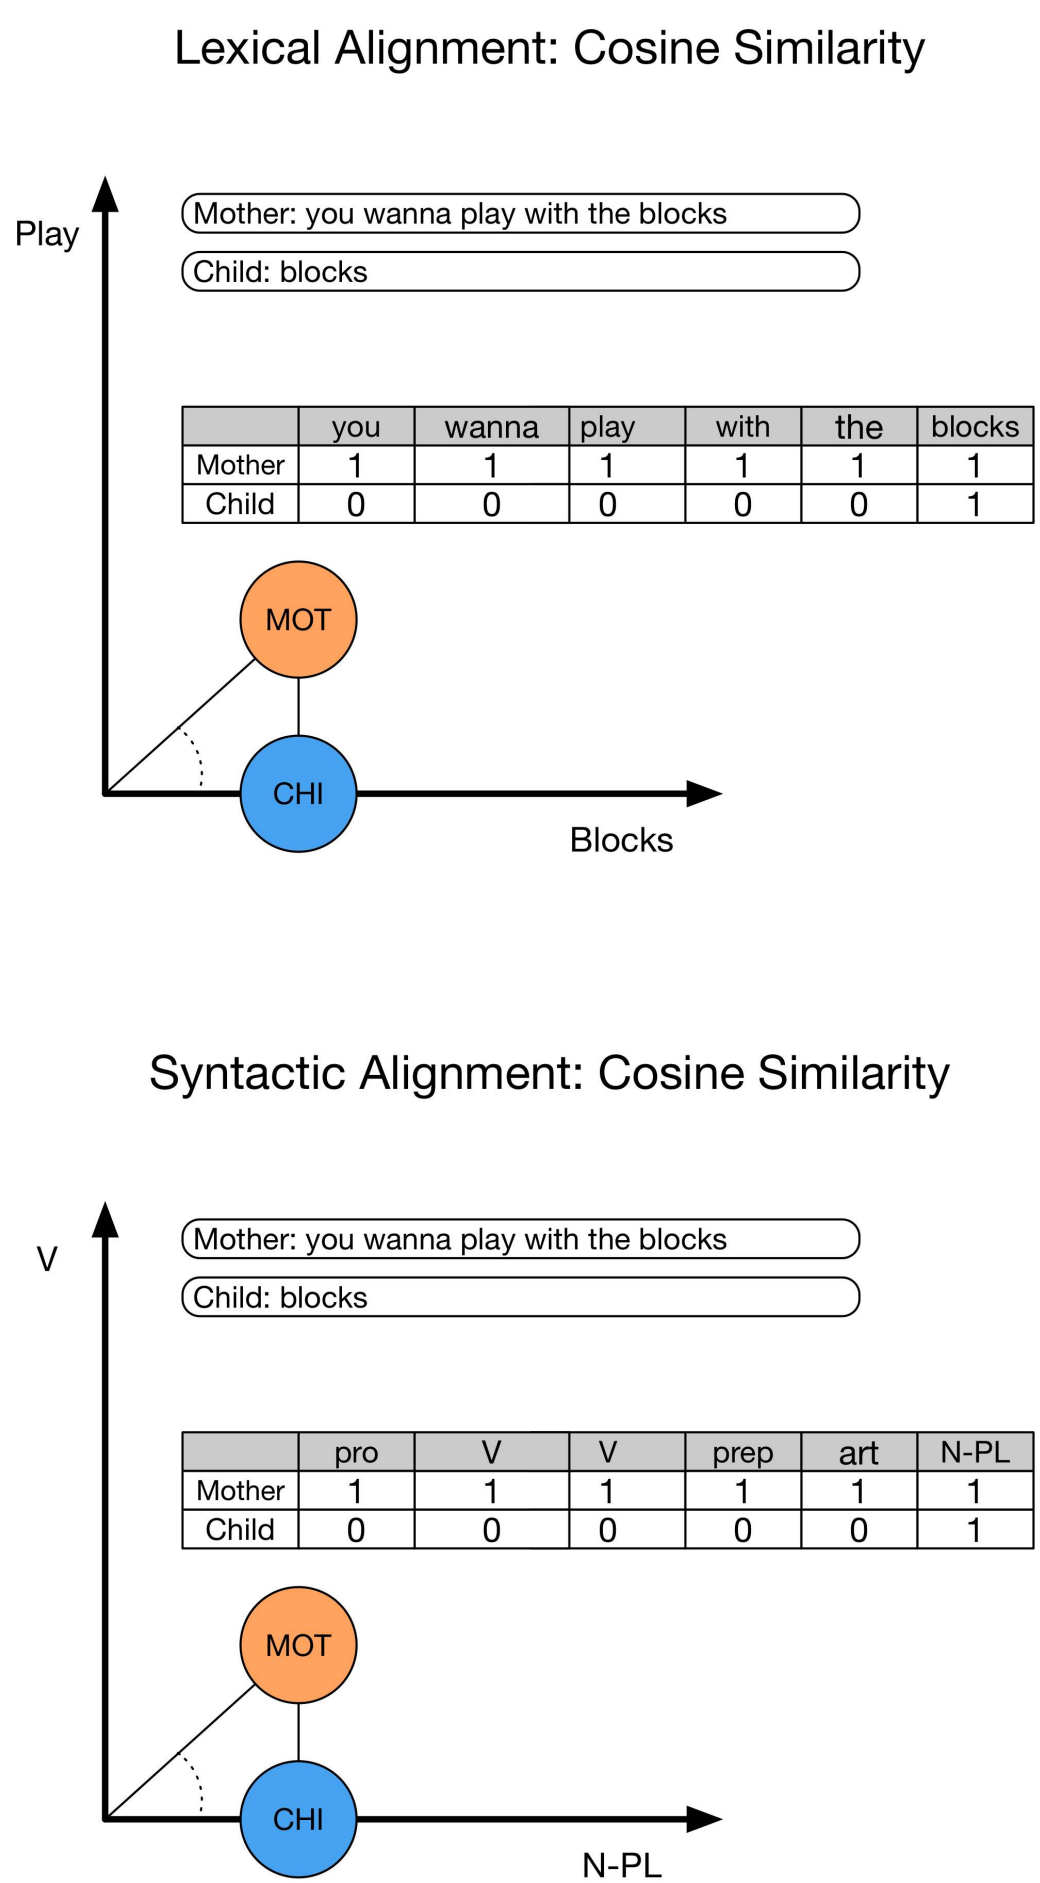 Lexical Alignment: Cosine Similarity
Play
Mother: you wanna play with the blocks
Child: blocks
you wanna play with the blocks
Mother 1 1 1 1 1 1
Child 0 0 0 0 0 1
MOT
CHI
Blocks
Syntactic Alignment: Cosine Similarity
V
Mother: you wanna play with the blocks
Child: blocks
pro V V prep art N-PL
Mother 1 1 1 1 1 1
Child 0 0 0 0 0 1
MOT
CHI
N-PL